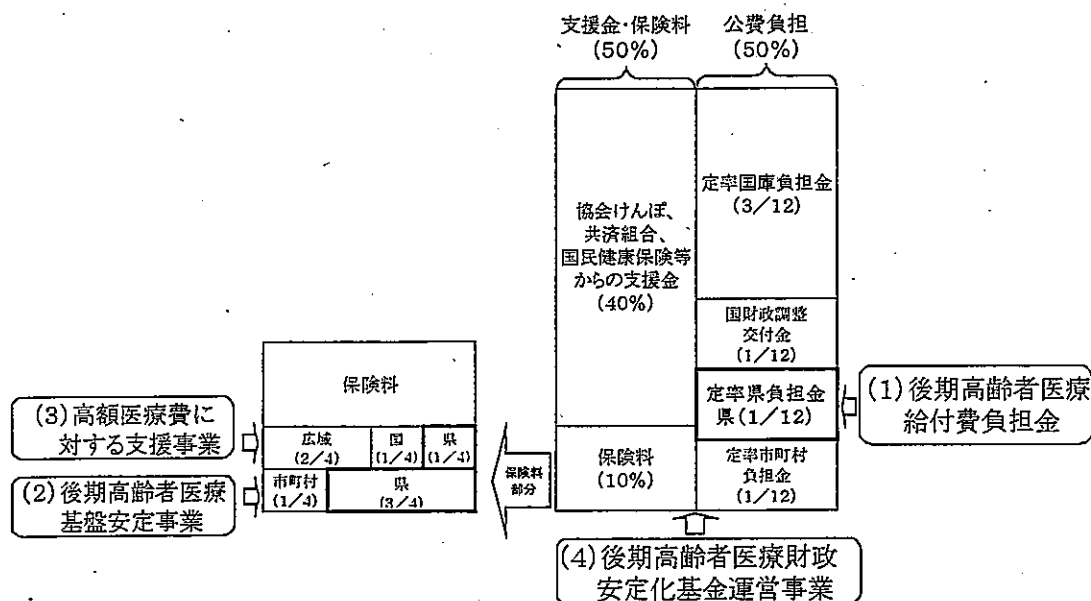 支援金・保険料
(50%)
公費負担
(50%)
協会けんぽ、
共済組合、
国民健康保険等
からの支援金
(40%)
定率国庫負担金
(3/12)
国財政調整
交付金
(1/12)
定率県負担金
県(1/12)
(1)後期高齢者医療
給付費負担金
保険料
(10%)
定率市町村
負担金
(1/12)
保険料
部分
保険料
(3)高額医療費に
対する支援事業
広域
(2/4)
国
(1/4)
県
(1/4)
(2)後期高齢者医療
基盤安定事業
市町村
(1/4)
県
(3/4)
(4)後期高齢者医療財政
安定化基金運営事業